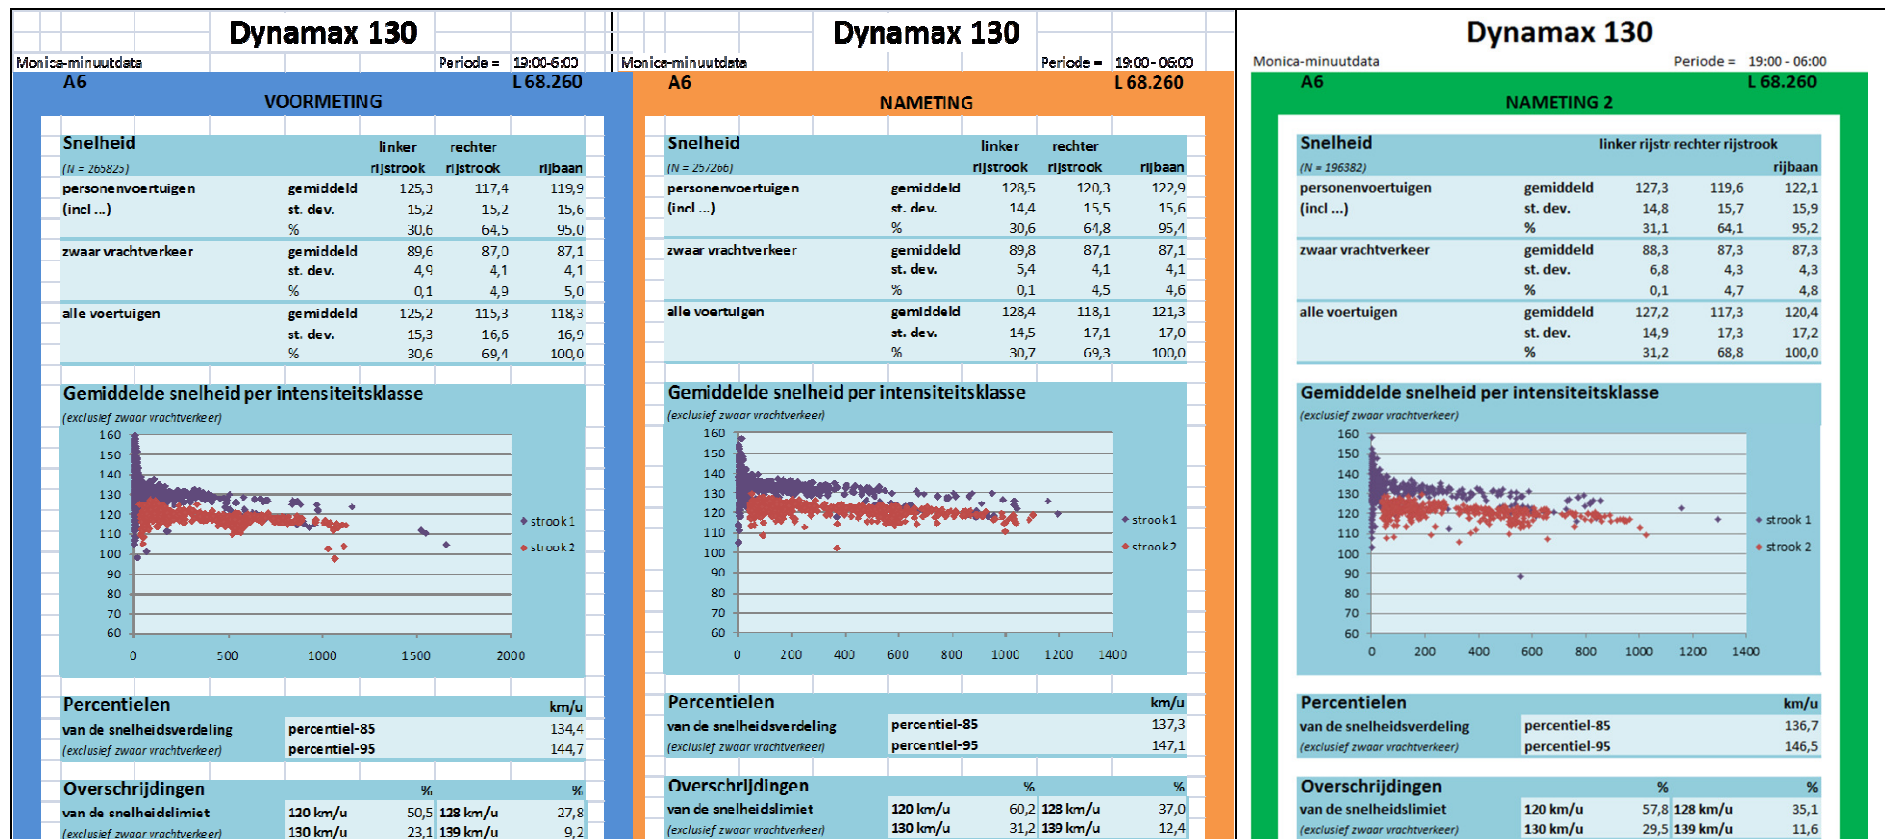 Dynamax 130
Monica-minuutdata Periode = 19:00-6:00
A6 L 68.260
VOORMETING
Snelheid linker rechter
(N = 265825) rijstrook rijstrook rijbaan
personenvoertuigen gemiddeld 125,3 117,4 119,9
(incl ...) st. dev. 15,2 15,2 15,6
% 30,6 64,5 95,0
zwaar vrachtverkeer gemiddeld 89,6 87,0 87,1
st. dev. 4,9 4,1 4,1
% 0,1 4,9 5,0
alle voertuigen gemiddeld 125,2 115,3 118,3
st. dev. 15,3 16,6 16,9
% 30,6 69,4 100,0
Gemiddelde snelheid per intensiteitsklasse
(exclusief zwaar vrachtverkeer)
160
150
140
130
120
110
100
90
80
70
60
0 500 1000 1500 2000
strook 1
strook 2
Percentielen km/u
van de snelheidsverdeling percentiel-85 134,4
(exclusief zwaar vrachtverkeer) percentiel-95 144,7
Overschrijdingen % %
van de snelheidslimiet 120 km/u 50,5 128 km/u 27,8
(exclusief zwaar vrachtverkeer) 130 km/u 23,1 139 km/u 9,2
Dynamax 130
Monica-minuutdata Periode = 19:00 - 06:00
A6 L 68.260
NAMETING
Snelheid linker rechter
(N = 257266) rijstrook rijstrook rijbaan
personenvoertuigen gemiddeld 128,5 120,3 122,9
(incl ...) st. dev. 14,4 15,5 15,6
% 30,6 64,8 95,4
zwaar vrachtverkeer gemiddeld 89,8 87,1 87,1
st. dev. 5,4 4,1 4,1
% 0,1 4,5 4,6
alle voertuigen gemiddeld 128,4 118,1 121,3
st. dev. 14,5 17,1 17,0
% 30,7 69,3 100,0
Gemiddelde snelheid per intensiteitsklasse
(exclusief zwaar vrachtverkeer)
160
150
140
130
120
110
100
90
80
70
60
0 200 400 600 800 1000 1200 1400
strook 1
strook 2
Percentielen km/u
van de snelheidsverdeling percentiel-85 137,3
(exclusief zwaar vrachtverkeer) percentiel-95 147,1
Overschrijdingen % %
van de snelheidslimiet 120 km/u 60,2 128 km/u 37,0
(exclusief zwaar vrachtverkeer) 130 km/u 31,2 139 km/u 12,4
Dynamax 130
Monica-minuutdata Periode = 19:00 - 06:00
A6 L 68.260
NAMETING 2
Snelheid linker rijstr rechter rijstrook
(N = 196382) rijbaan
personenvoertuigen gemiddeld 127,3 119,6 122,1
(incl ...) st. dev. 14,8 15,7 15,9
% 31,1 64,1 95,2
zwaar vrachtverkeer gemiddeld 88,3 87,3 87,3
st. dev. 6,8 4,3 4,3
% 0,1 4,7 4,8
alle voertuigen gemiddeld 127,2 117,3 120,4
st. dev. 14,9 17,3 17,2
% 31,2 68,8 100,0
Gemiddelde snelheid per intensiteitsklasse
(exclusief zwaar vrachtverkeer)
160
150
140
130
120
110
100
90
80
70
60
0 200 400 600 800 1000 1200 1400
strook 1
strook 2
Percentielen km/u
van de snelheidsverdeling percentiel-85 136,7
(exclusief zwaar vrachtverkeer) percentiel-95 146,5
Overschrijdingen % %
van de snelheidslimiet 120 km/u 57,8 128 km/u 35,1
(exclusief zwaar vrachtverkeer) 130 km/u 29,5 139 km/u 11,6